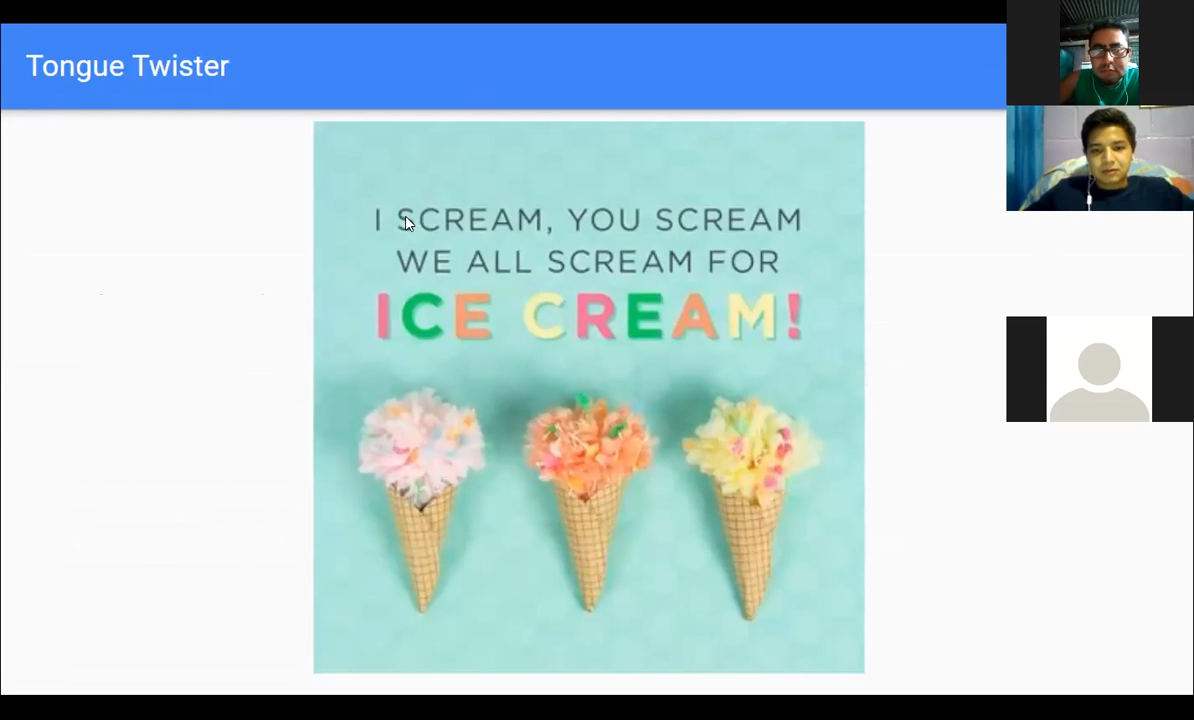 Tongue Twister
I SCREAM, YOU SCREAM
WE ALL SCREAM FOR
ICE CREAM!